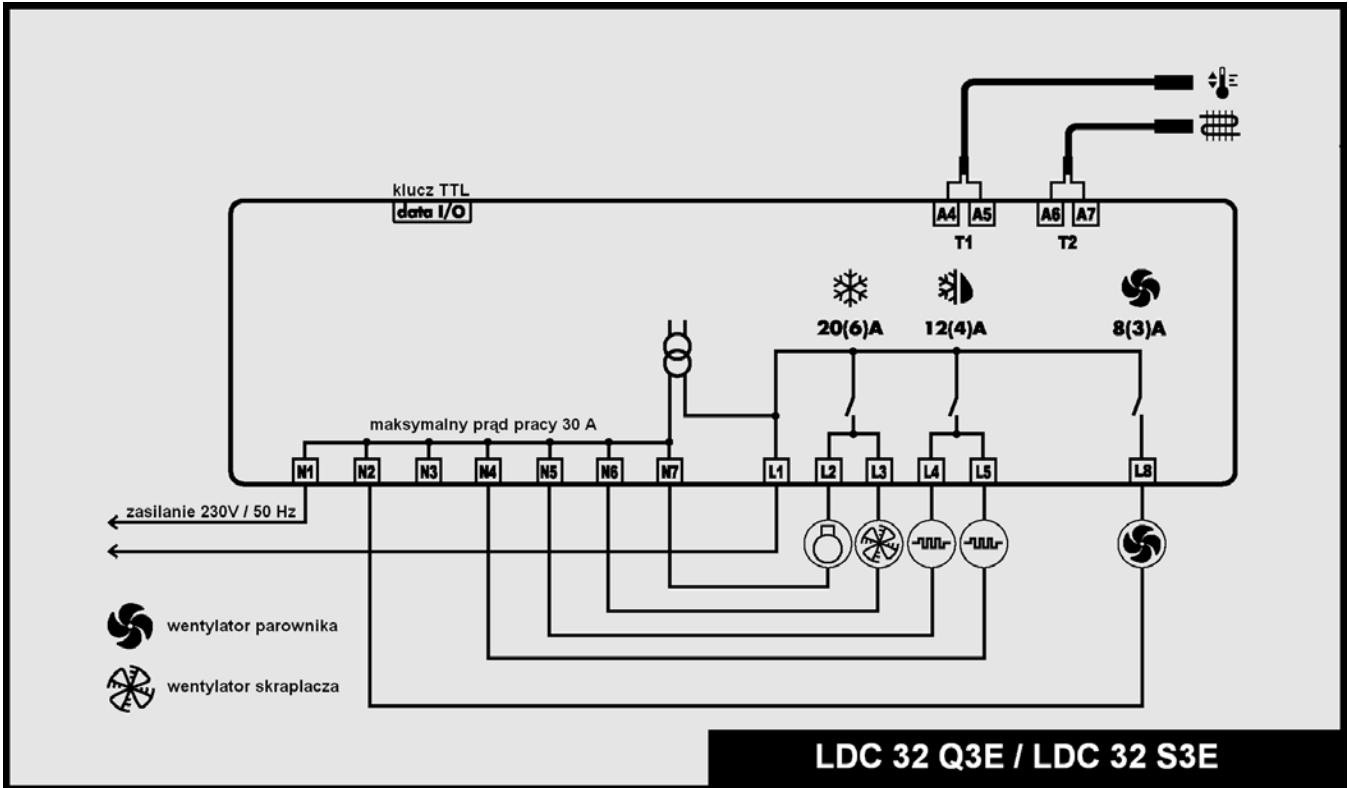 klucz TTL
data I/O
A4 A5 A6 A7
T1 T2
20(6)A 12(4)A 8(3)A
maksymalny prąd pracy 30 A
N1 N2 N3 N4 N5 N6 N7 L1 L2 L3 L4 L5 L8
zasilanie 230V / 50 Hz
wentylator parownika
wentylator skraplacza
LDC 32 Q3E / LDC 32 S3E